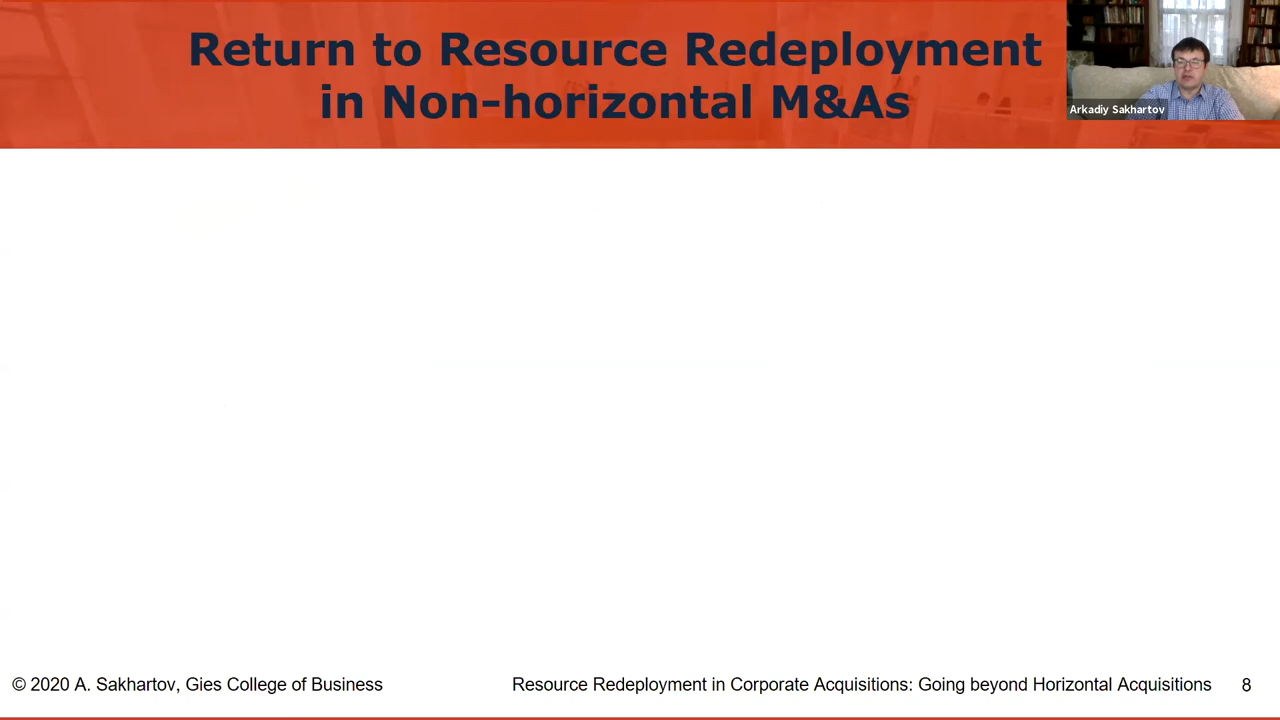 Return to Resource Redeployment
in Non-horizontal M&As
Arkadiy Sakhartov
© 2020 A. Sakhartov, Gies College of Business
Resource Redeployment in Corporate Acquisitions: Going beyond Horizontal Acquisitions
8